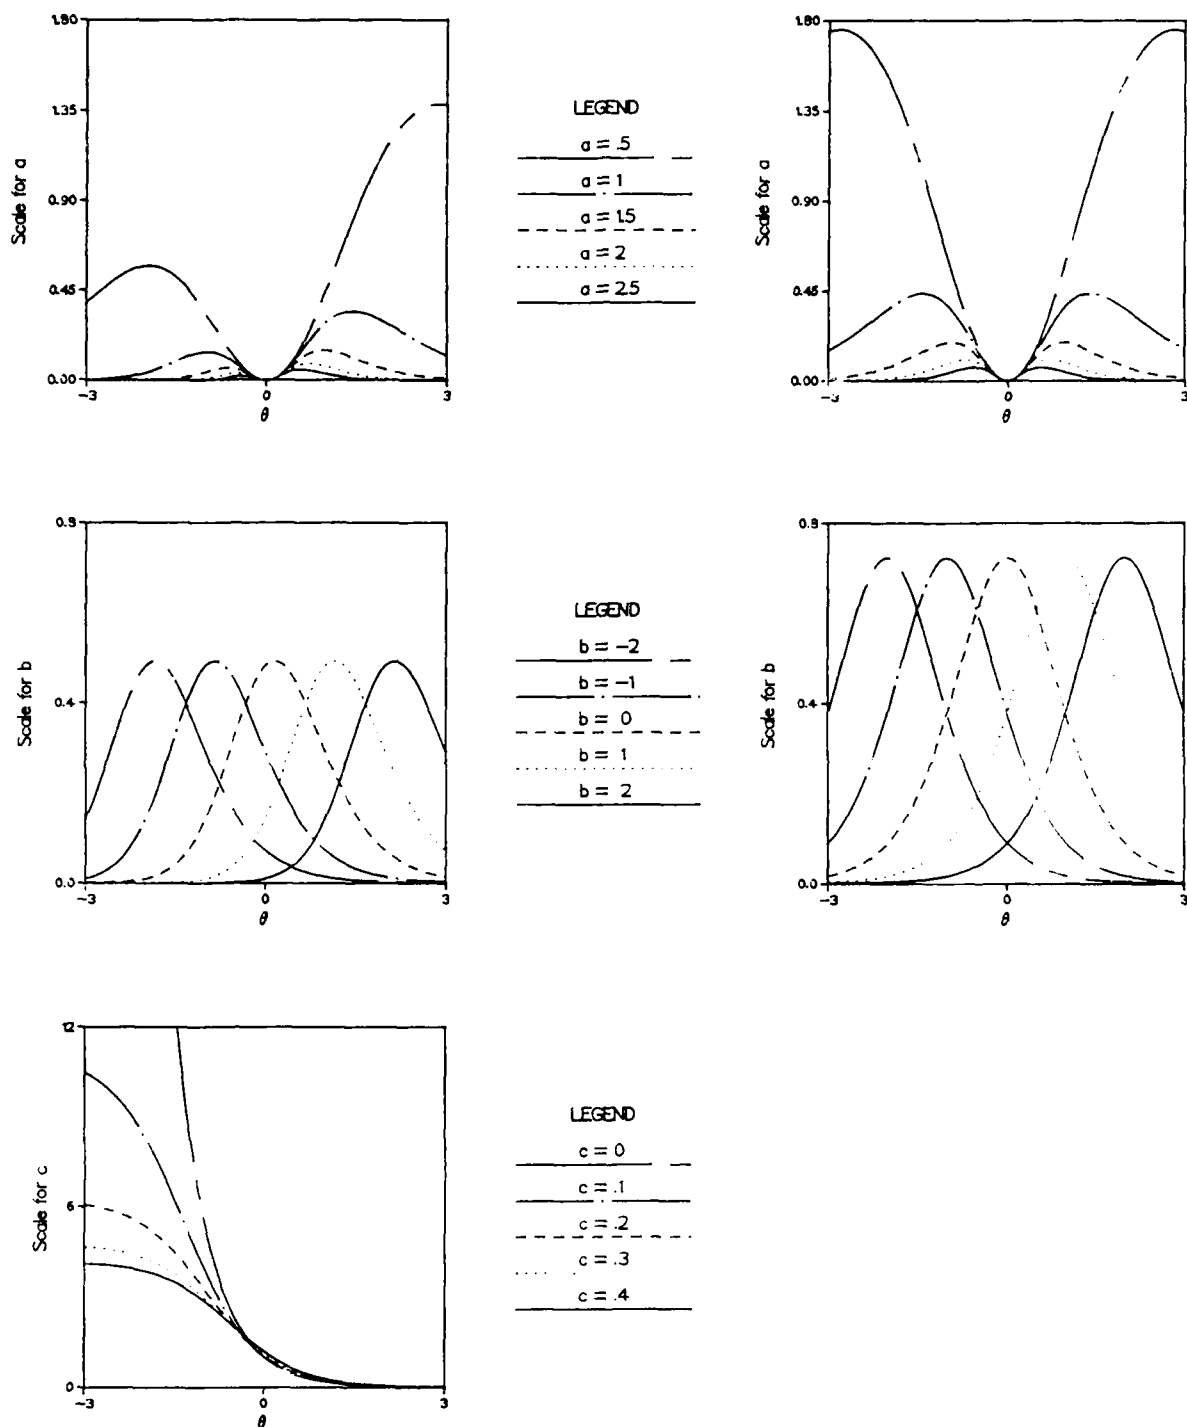 1.80
1.35
0.90
0.45
0.00
Scale for a
-3
0
3
θ
LEGEND
a = .5
a = 1
a = 1.5
a = 2
a = 2.5
1.80
1.35
0.90
0.45
0.00
Scale for a
-3
0
3
θ
0.8
0.4
0.0
Scale for b
-3
0
3
θ
LEGEND
b = -2
b = -1
b = 0
b = 1
b = 2
0.8
0.4
0.0
Scale for b
-3
0
3
θ
12
6
0
Scale for c
-3
0
3
θ
LEGEND
c = 0
c = .1
c = .2
c = .3
c = .4